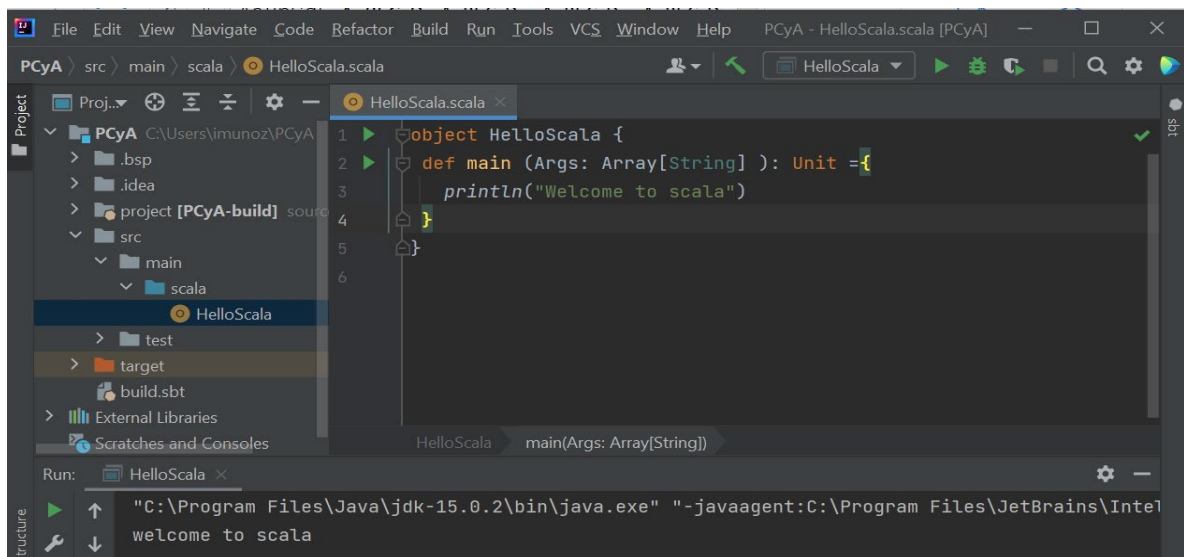 File Edit View Navigate Code Refactor Build Run Tools VCS Window Help PCyA - HelloScala.scala [PCyA]
PCyA src main scala HelloScala.scala HelloScala
Project
Proj...
HelloScala.scala
sbt
PCyA C:\Users\imunoz\PCyA
.bsp
.idea
project [PCyA-build] sourc
src
main
scala
HelloScala
test
target
build.sbt
External Libraries
Scratches and Consoles
1 object HelloScala {
2 def main (Args: Array[String] ): Unit ={
3 println("Welcome to scala")
4 }
5 }
6
HelloScala main(Args: Array[String])
Run: HelloScala
"C:\Program Files\Java\jdk-15.0.2\bin\java.exe" "-javaagent:C:\Program Files\JetBrains\Intel
welcome to scala
tructure